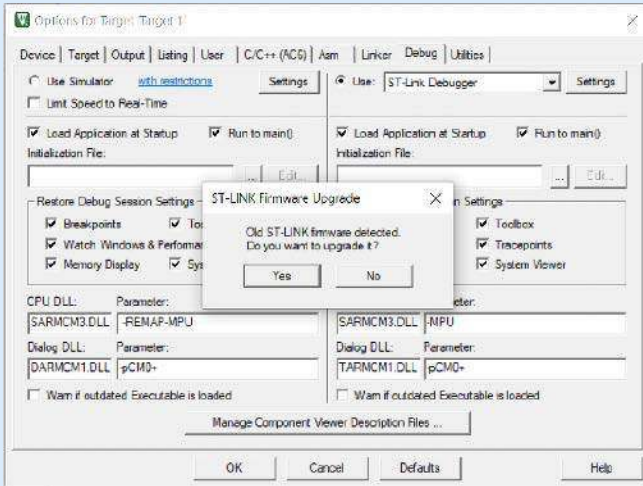 Options for Target 'Target 1'
Device | Target | Output | Listing | User | C/C++ (AC6) | Asm | Linker | Debug | Utilities
Use Simulator with restrictions Settings
Limit Speed to Real-Time
Use: ST-Link Debugger Settings
Load Application at Startup Run to main()
Initialization File:
... Edit...
Load Application at Startup Run to main()
Initialization File:
... Edit...
Restore Debug Session Settings
Breakpoints
Watch Windows &
Memory Display
Settings
Toolbox
Tracepoints
System Viewer
ST-LINK Firmware Upgrade
Old ST-LINK firmware detected.
Do you want to upgrade it?
Yes No
CPU DLL: Parameter:
SARMCM3.DLL -REMAP-MPU
Dialog DLL: Parameter:
DARMCM1.DLL -pCM0+
Warn if outdated Executable is loaded
Parameter:
SARMCM3.DLL -MPU
Dialog DLL: Parameter:
TARMCM1.DLL -pCM0+
Warn if outdated Executable is loaded
Manage Component Viewer Description Files ...
OK Cancel Defaults Help